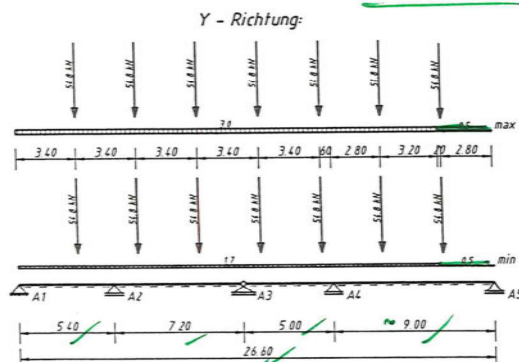 Y - Richtung:
51.8 kN 51.8 kN 51.8 kN 51.8 kN 51.8 kN 51.8 kN 51.8 kN
3.0 0.5 max
3.40 3.40 3.40 3.40 3.40 60 2.80 3.20 20 2.80
51.8 kN 51.8 kN 51.8 kN 51.8 kN 51.8 kN 51.8 kN 51.8 kN
1.7 0.5 min
A1 A2 A3 A4 A5
5.40 7.20 5.00 9.00
26.60